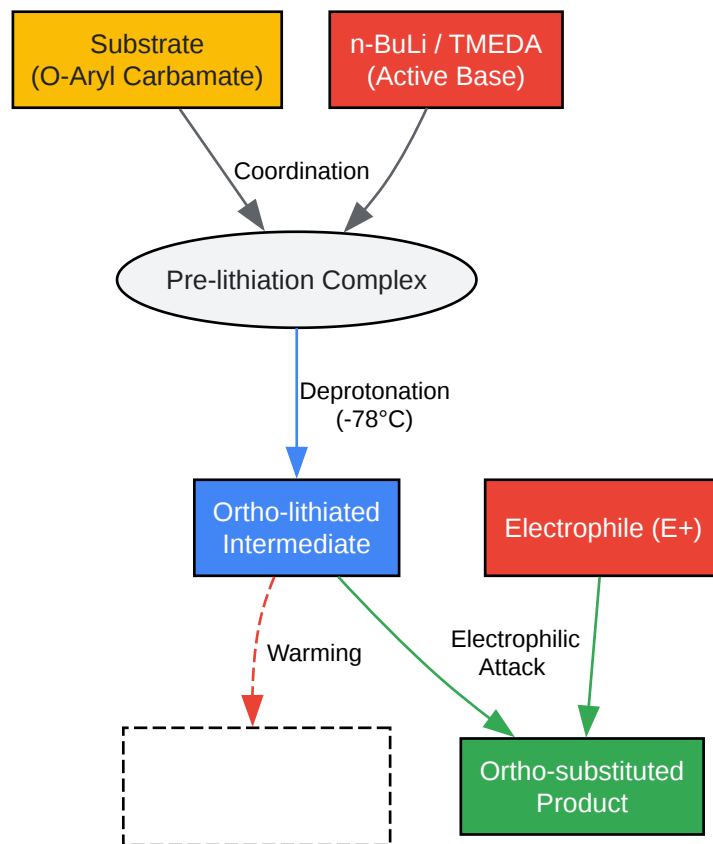 Substrate
(O-Aryl Carbamate)
n-BuLi / TMEDA
(Active Base)
Coordination
Pre-lithiation Complex
Deprotonation
(-78°C)
Ortho-lithiated
Intermediate
Electrophile (E+)
Warming
Electrophilic
Attack
Ortho-substituted
Product